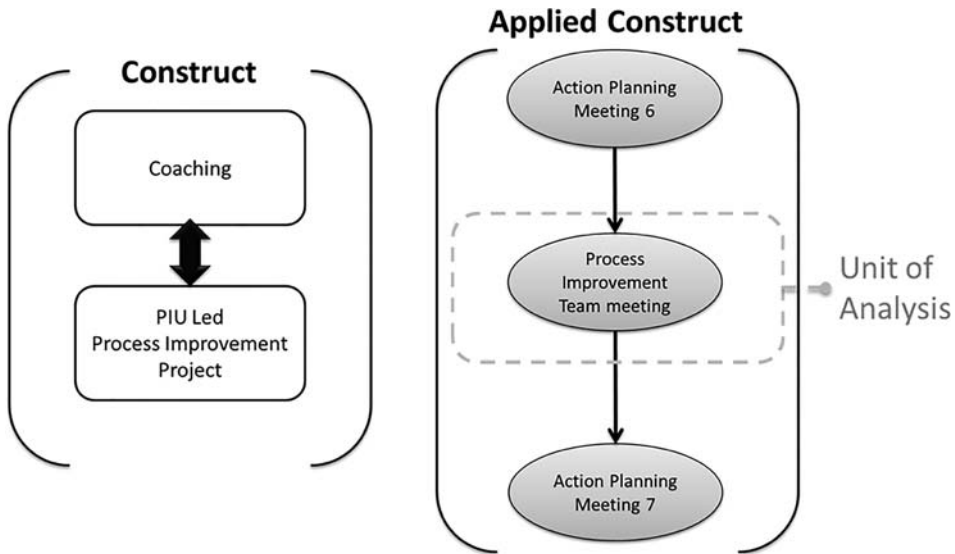 Construct
Coaching
PIU Led
Process Improvement
Project
Applied Construct
Action Planning
Meeting 6
Process
Improvement
Team meeting
Action Planning
Meeting 7
Unit of
Analysis